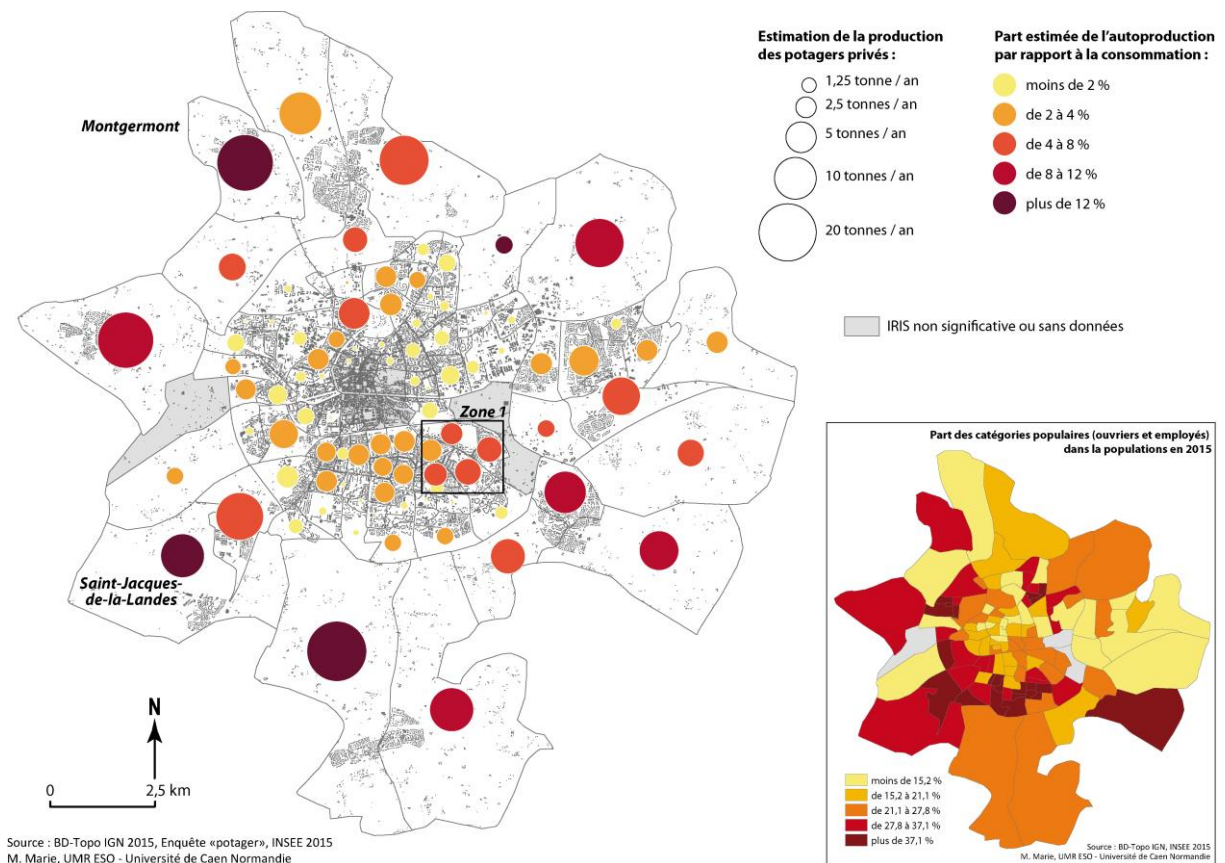 Montgermont
Zone 1
Saint-Jacques-
de-la-Landes
N
0 2,5 km
Source : BD-Topo IGN 2015, Enquête «potager», INSEE 2015
M. Marie, UMR ESO - Université de Caen Normandie
Estimation de la production
des potagers privés :
1,25 tonne / an
2,5 tonnes / an
5 tonnes / an
10 tonnes / an
20 tonnes / an
Part estimée de l'autoproduction
par rapport à la consommation :
moins de 2 %
de 2 à 4 %
de 4 à 8 %
de 8 à 12 %
plus de 12 %
IRIS non significative ou sans données
Part des catégories populaires (ouvriers et employés)
dans la populations en 2015
moins de 15,2 %
de 15,2 à 21,1 %
de 21,1 à 27,8 %
de 27,8 à 37,1 %
plus de 37,1 %
Source : BD-Topo IGN, INSEE 2015
M. Marie, UMR ESO - Université de Caen Normandie